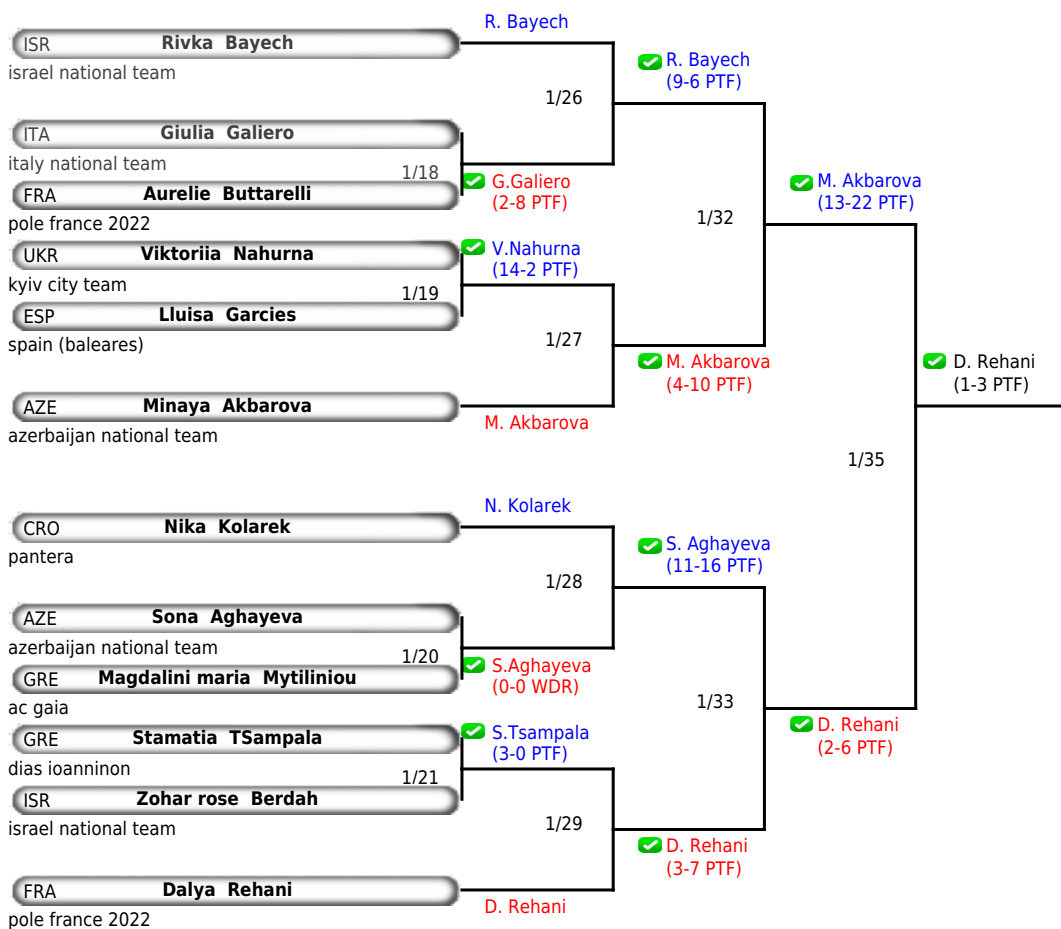 R. Bayech
ISR Rivka Bayech
israel national team
R. Bayech
(9-6 PTF)
1/26
ITA Giulia Galiero
italy national team
1/18
G.Galiero
(2-8 PTF)
FRA Aurelie Buttarelli
pole france 2022
M. Akbarova
(13-22 PTF)
1/32
UKR Viktoriia Nahurna
kyiv city team
V.Nahurna
(14-2 PTF)
1/19
ESP Lluisa Garcies
spain (baleares)
1/27
M. Akbarova
(4-10 PTF)
D. Rehani
(1-3 PTF)
AZE Minaya Akbarova
azerbaijan national team
M. Akbarova
1/35
N. Kolarek
CRO Nika Kolarek
pantera
S. Aghayeva
(11-16 PTF)
1/28
AZE Sona Aghayeva
azerbaijan national team
1/20
S.Aghayeva
(0-0 WDR)
GRE Magdalini maria Mytiliniou
ac gaia
1/33
D. Rehani
(2-6 PTF)
GRE Stamatia TSampala
dias ioanninon
S.Tsampala
(3-0 PTF)
1/21
ISR Zohar rose Berdah
israel national team
1/29
D. Rehani
(3-7 PTF)
FRA Dalya Rehani
pole france 2022
D. Rehani